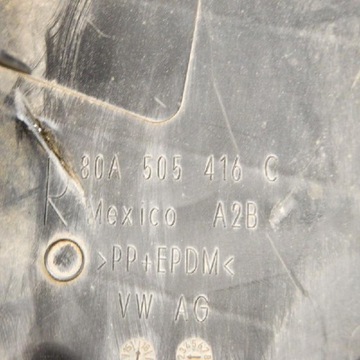 80A 505 416 C
R Mexico A2B
>PP+EPDM<
VW AG